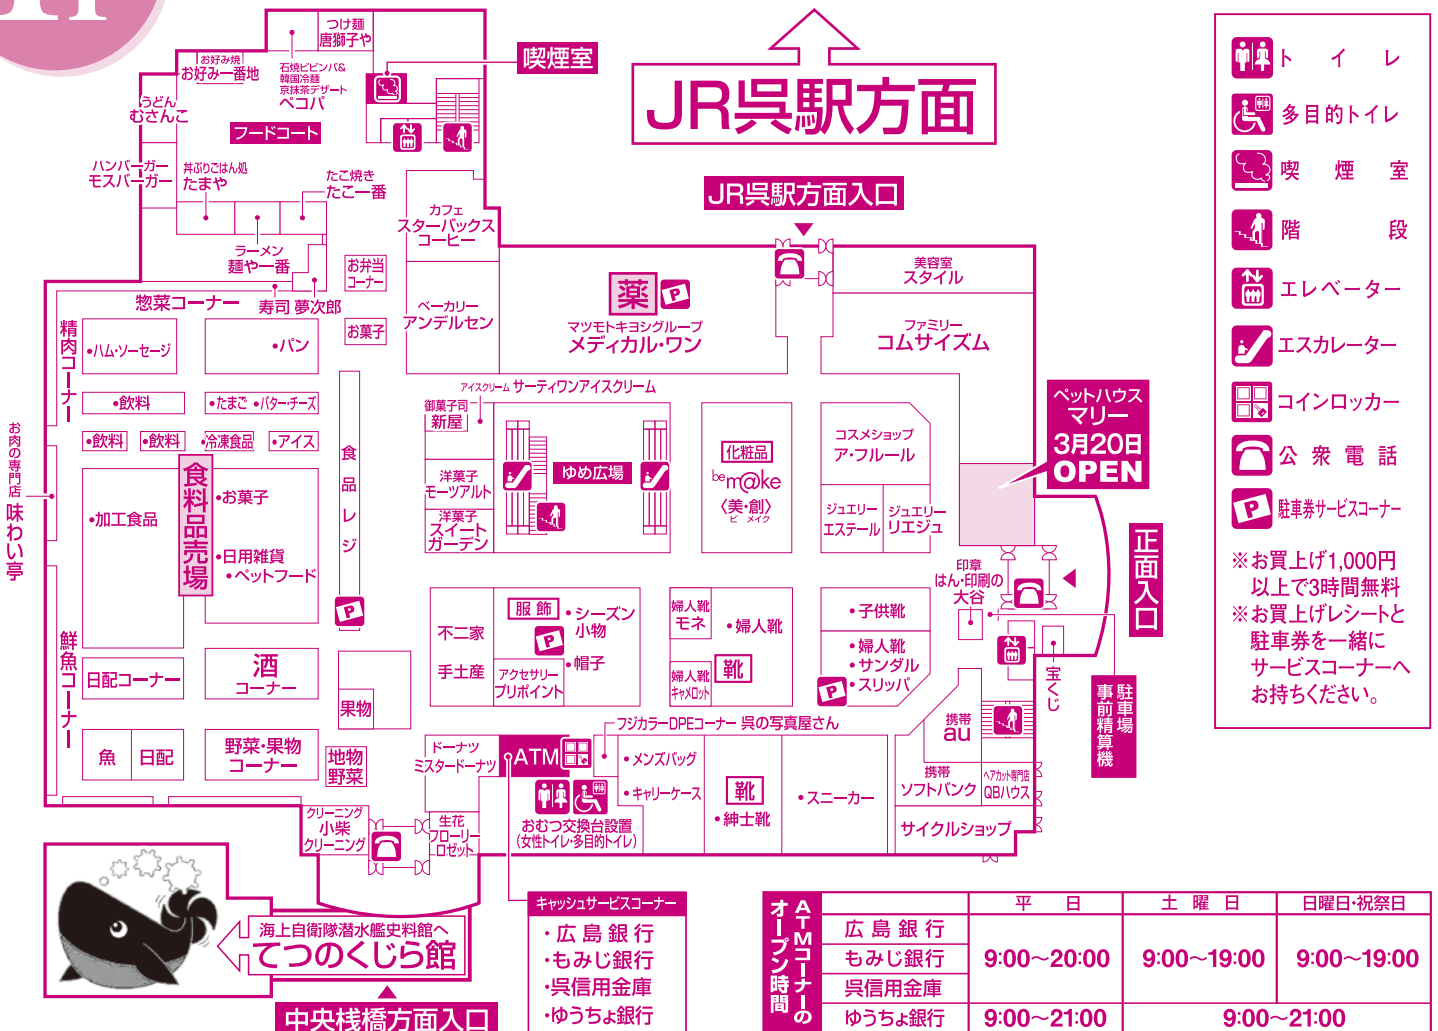 1F
つけ麺
唐獅子や
お好み焼
お好み一番地
石焼ビビンバ&
韓国冷麺
京抹茶デザート
ペコパ
うどん
むさんこ
フードコート
ハンバーガー
モスバーガー
丼ぶりごはん処
たまや
たこ焼き
たこ一番
ラーメン
麺や一番
喫煙室
JR呉駅方面
JR呉駅方面入口
カフェ
スターバックス
コーヒー
お弁当
コーナー
惣菜コーナー
寿司 夢次郎
お菓子
ベーカリー
アンデルセン
薬
P
マツモトキヨシグループ
メディカル・ワン
美容室
スタイル
ファミリー
コムサイズム
精肉コーナー
・ハム・ソーセージ
・パン
・飲料
・たまご ・バター・チーズ
・飲料
・飲料
・冷凍食品
・アイス
お肉の専門店
味わい亭
食料品売場
・加工食品
・お菓子
・日用雑貨
・ペットフード
食品レジ
P
アイスクリーム サーティワンアイスクリーム
御菓子司
新屋
洋菓子
モーツアルト
洋菓子
スイート
ガーデン
ゆめ広場
化粧品
be m@ke
〈美・創〉
ビ メイク
コスメショップ
ア・フルール
ジュエリー
エステール
ジュエリー
リエジュ
ペットハウス
マリー
3月20日
OPEN
正面入口
印章
はん・印刷の
大谷
宝くじ
駐車場
事前精算機
鮮魚コーナー
日配コーナー
酒
コーナー
果物
魚
日配
野菜・果物
コーナー
地物
野菜
不二家
手土産
服飾
P
・シーズン
小物
・帽子
アクセサリー
プリポイント
婦人靴
モネ
・婦人靴
婦人靴
キャメロット
靴
・子供靴
・婦人靴
・サンダル
・スリッパ
P
フジカラーDPEコーナー 呉の写真屋さん
ドーナツ
ミスタードーナツ
ATM
・メンズバッグ
・キャリーケース
靴
・紳士靴
・スニーカー
携帯
au
携帯
ソフトバンク
ヘアカット専門店
QBハウス
サイクルショップ
おむつ交換台設置
(女性トイレ・多目的トイレ)
クリーニング
小柴
クリーニング
生花
フローリー
ロゼット
海上自衛隊潜水艦史料館へ
てつのくじら館
中央桟橋方面入口
キャッシュサービスコーナー
・広島銀行
・もみじ銀行
・呉信用金庫
・ゆうちょ銀行
ATMコーナーの
オープン時間
平日 土曜日 日曜日・祝祭日
広島銀行
もみじ銀行 9:00〜20:00 9:00〜19:00 9:00〜19:00
呉信用金庫
ゆうちょ銀行 9:00〜21:00 9:00〜21:00
トイレ
多目的トイレ
喫煙室
階段
エレベーター
エスカレーター
コインロッカー
公衆電話
P 駐車券サービスコーナー
※お買上げ1,000円
以上で3時間無料
※お買上げレシートと
駐車券を一緒に
サービスコーナーへ
お持ちください。